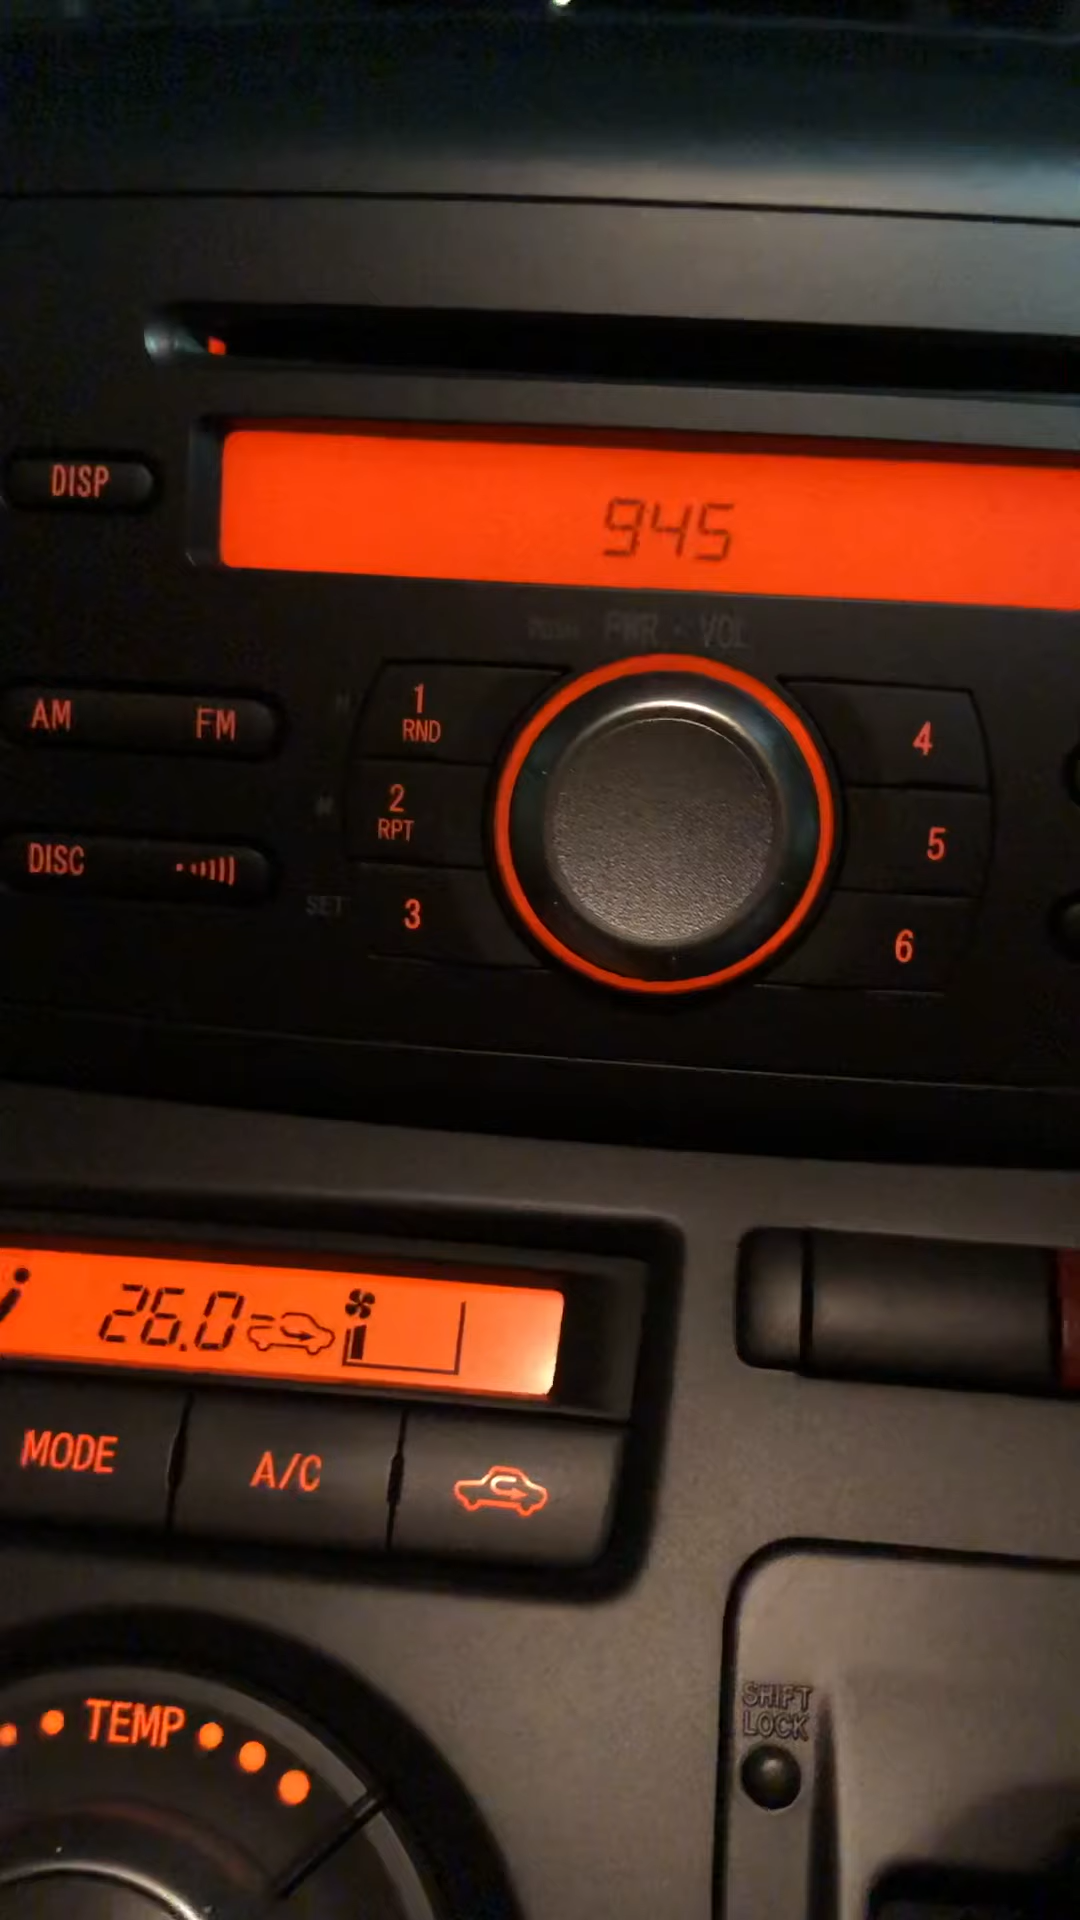 DISP
945
PUSH PWR · VOL
AM FM
1
RND
4
2
RPT
5
DISC
SET 3
6
26.0
MODE A/C
TEMP
SHIFT
LOCK